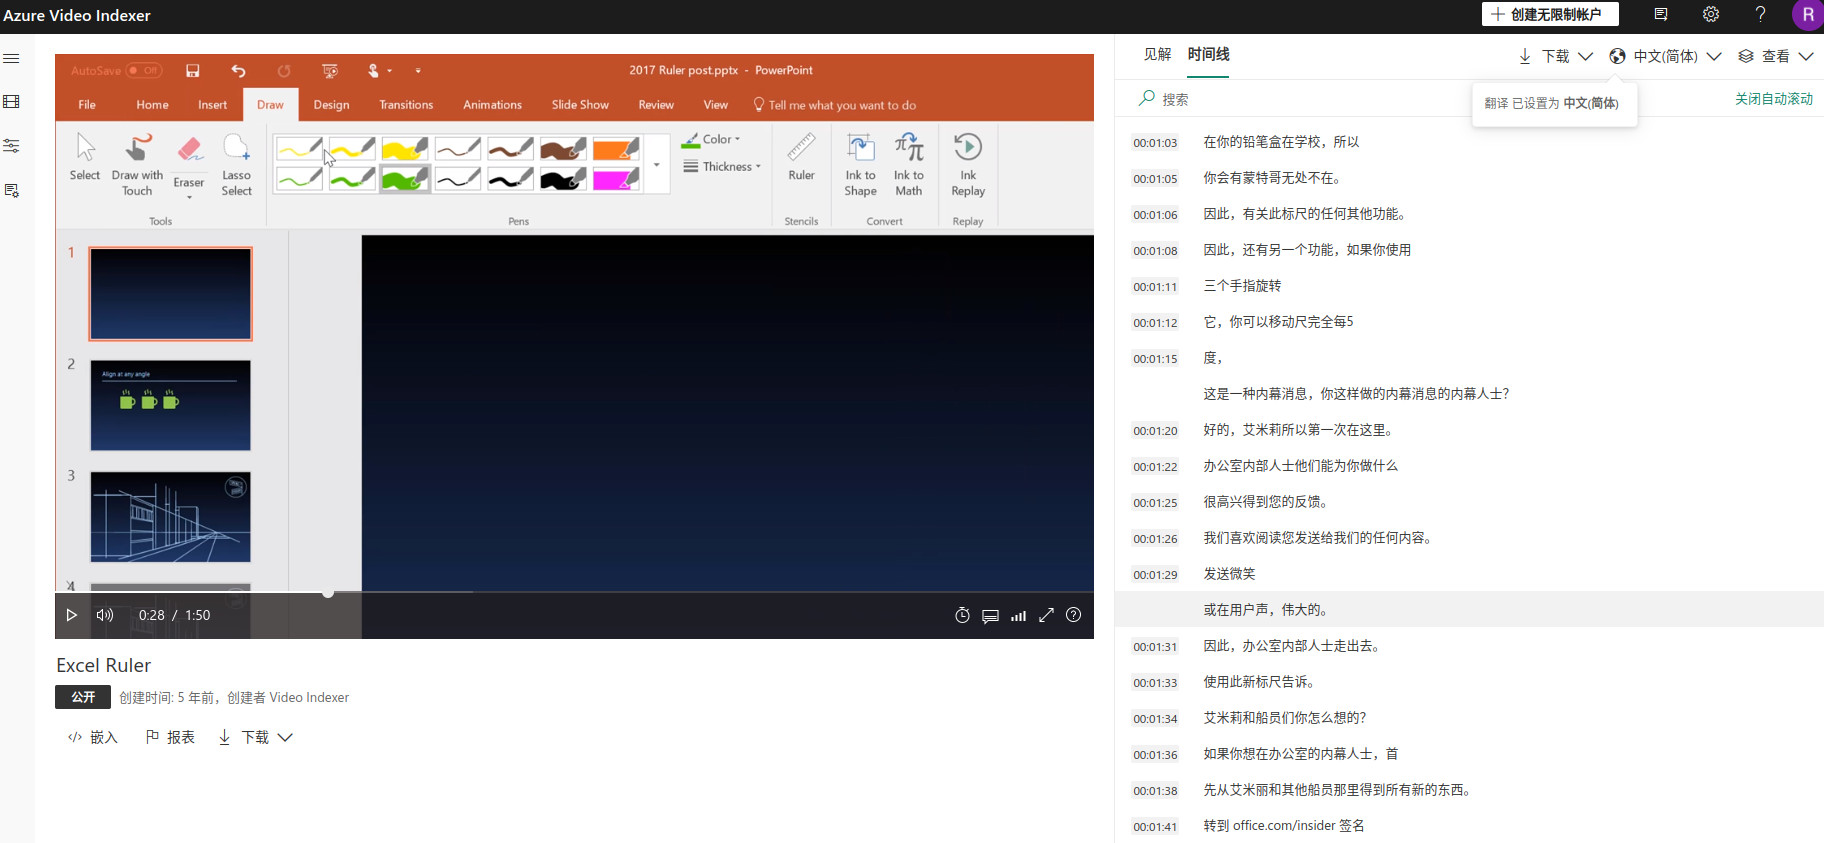 Azure Video Indexer
创建无限制帐户
R
AutoSave Off
2017 Ruler post.pptx - PowerPoint
File Home Insert Draw Design Transitions Animations Slide Show Review View Tell me what you want to do
Select
Draw with Touch
Eraser
Lasso Select
Tools
Pens
Color
Thickness
Ruler
Stencils
Ink to Shape
Ink to Math
Convert
Ink Replay
Replay
1
2
Align at any angle
3
4
0:28 / 1:50
Excel Ruler
公开 创建时间: 5 年前，创建者 Video Indexer
嵌入 报表 下载
见解 时间线 下载 中文(简体) 查看
搜索
翻译 已设置为 中文(简体)
关闭自动滚动
00:01:03 在你的铅笔盒在学校，所以
00:01:05 你会有蒙特哥无处不在。
00:01:06 因此，有关此标尺的任何其他功能。
00:01:08 因此，还有另一个功能，如果你使用
00:01:11 三个手指旋转
00:01:12 它，你可以移动尺完全每5
00:01:15 度，
这是一种内幕消息，你这样做的内幕消息的内幕人士？
00:01:20 好的，艾米莉所以第一次在这里。
00:01:22 办公室内部人士他们能为你做什么
00:01:25 很高兴得到您的反馈。
00:01:26 我们喜欢阅读您发送给我们的任何内容。
00:01:29 发送微笑
或在用户声，伟大的。
00:01:31 因此，办公室内部人士走出去。
00:01:33 使用此新标尺告诉。
00:01:34 艾米莉和船员们你怎么想的？
00:01:36 如果你想在办公室的内幕人士，首
00:01:38 先从艾米丽和其他船员那里得到所有新的东西。
00:01:41 转到 office.com/insider 签名